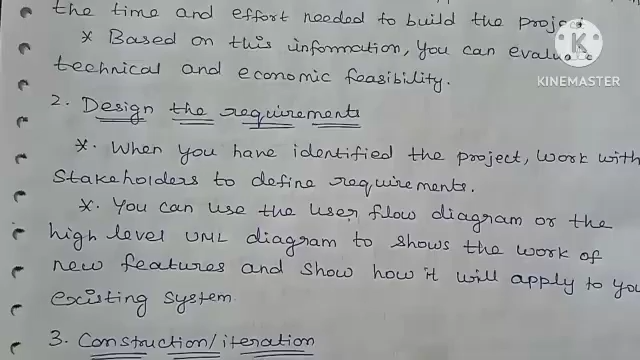 the time and effort needed to build the project
* Based on this information, you can evaluate
technical and economic feasibility.
2. Design the requirements
*. When you have identified the project, work with
stakeholders to define requirements.
*. You can use the user flow diagram or the
high level UML diagram to shows the work of
new features and show how it will apply to you
existing system.
3. Construction/iteration
K
KINEMASTER